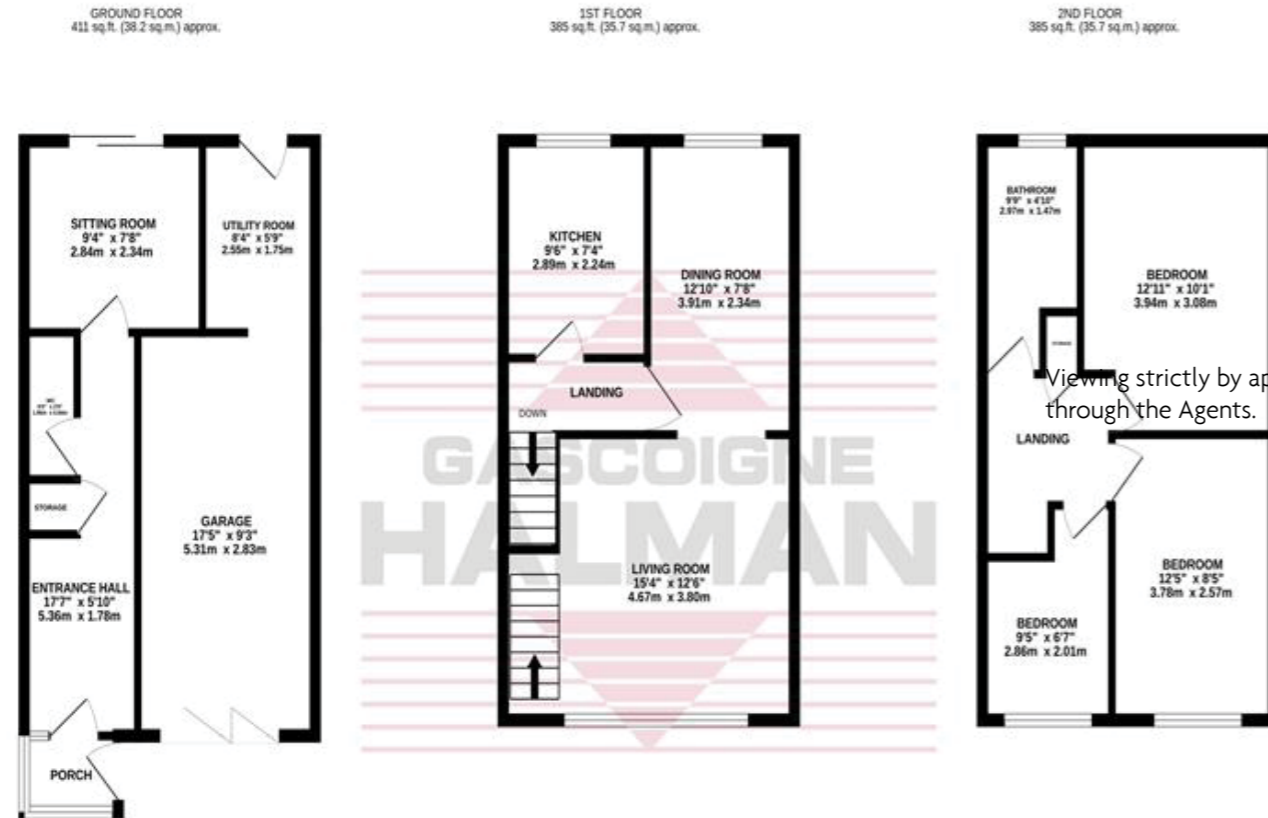 GROUND FLOOR
411 sq.ft. (38.2 sq.m.) approx.
SITTING ROOM
9'4" x 7'8"
2.84m x 2.34m
UTILITY ROOM
8'4" x 5'9"
2.55m x 1.75m
WC
STORAGE
GARAGE
17'5" x 9'3"
5.31m x 2.83m
ENTRANCE HALL
17'7" x 5'10"
5.36m x 1.78m
PORCH
1ST FLOOR
385 sq.ft. (35.7 sq.m.) approx.
KITCHEN
9'6" x 7'4"
2.89m x 2.24m
DINING ROOM
12'10" x 7'8"
3.91m x 2.34m
LANDING
DOWN
GASCOIGNE
HALMAN
LIVING ROOM
15'4" x 12'6"
4.67m x 3.80m
2ND FLOOR
385 sq.ft. (35.7 sq.m.) approx.
BATHROOM
9'9" x 4'10"
2.97m x 1.47m
BEDROOM
12'11" x 10'1"
3.94m x 3.08m
STORAGE
Viewing strictly by ap
through the Agents.
LANDING
BEDROOM
12'5" x 8'5"
3.78m x 2.57m
BEDROOM
9'5" x 6'7"
2.86m x 2.01m